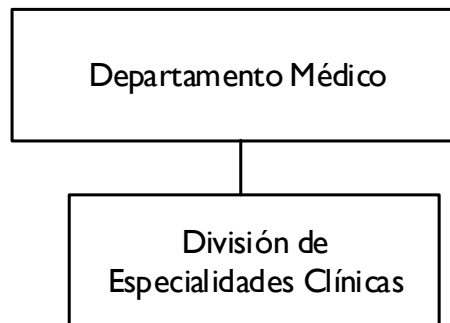 Departamento Médico
División de
Especialidades Clínicas